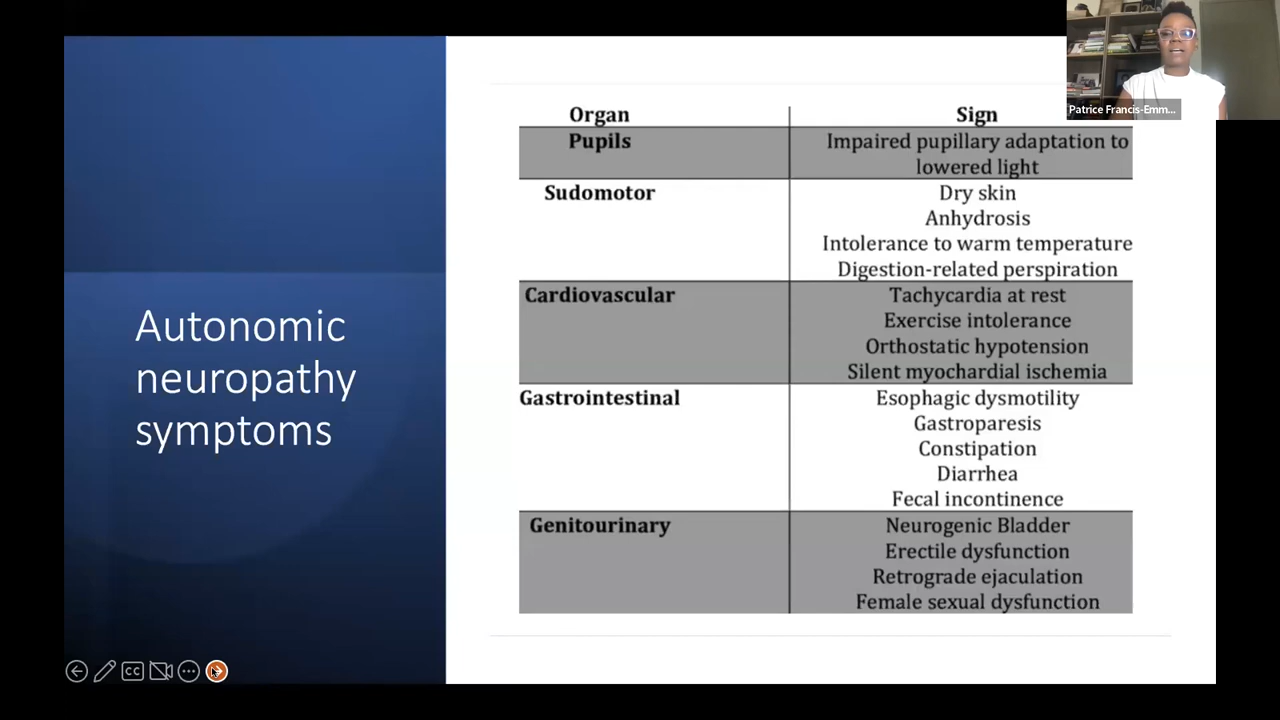 Patrice Francis-Emm...
Autonomic
neuropathy
symptoms
Organ Sign
Pupils Impaired pupillary adaptation to
lowered light
Sudomotor Dry skin
Anhydrosis
Intolerance to warm temperature
Digestion-related perspiration
Cardiovascular Tachycardia at rest
Exercise intolerance
Orthostatic hypotension
Silent myochardial ischemia
Gastrointestinal Esophagic dysmotility
Gastroparesis
Constipation
Diarrhea
Fecal incontinence
Genitourinary Neurogenic Bladder
Erectile dysfunction
Retrograde ejaculation
Female sexual dysfunction
CC